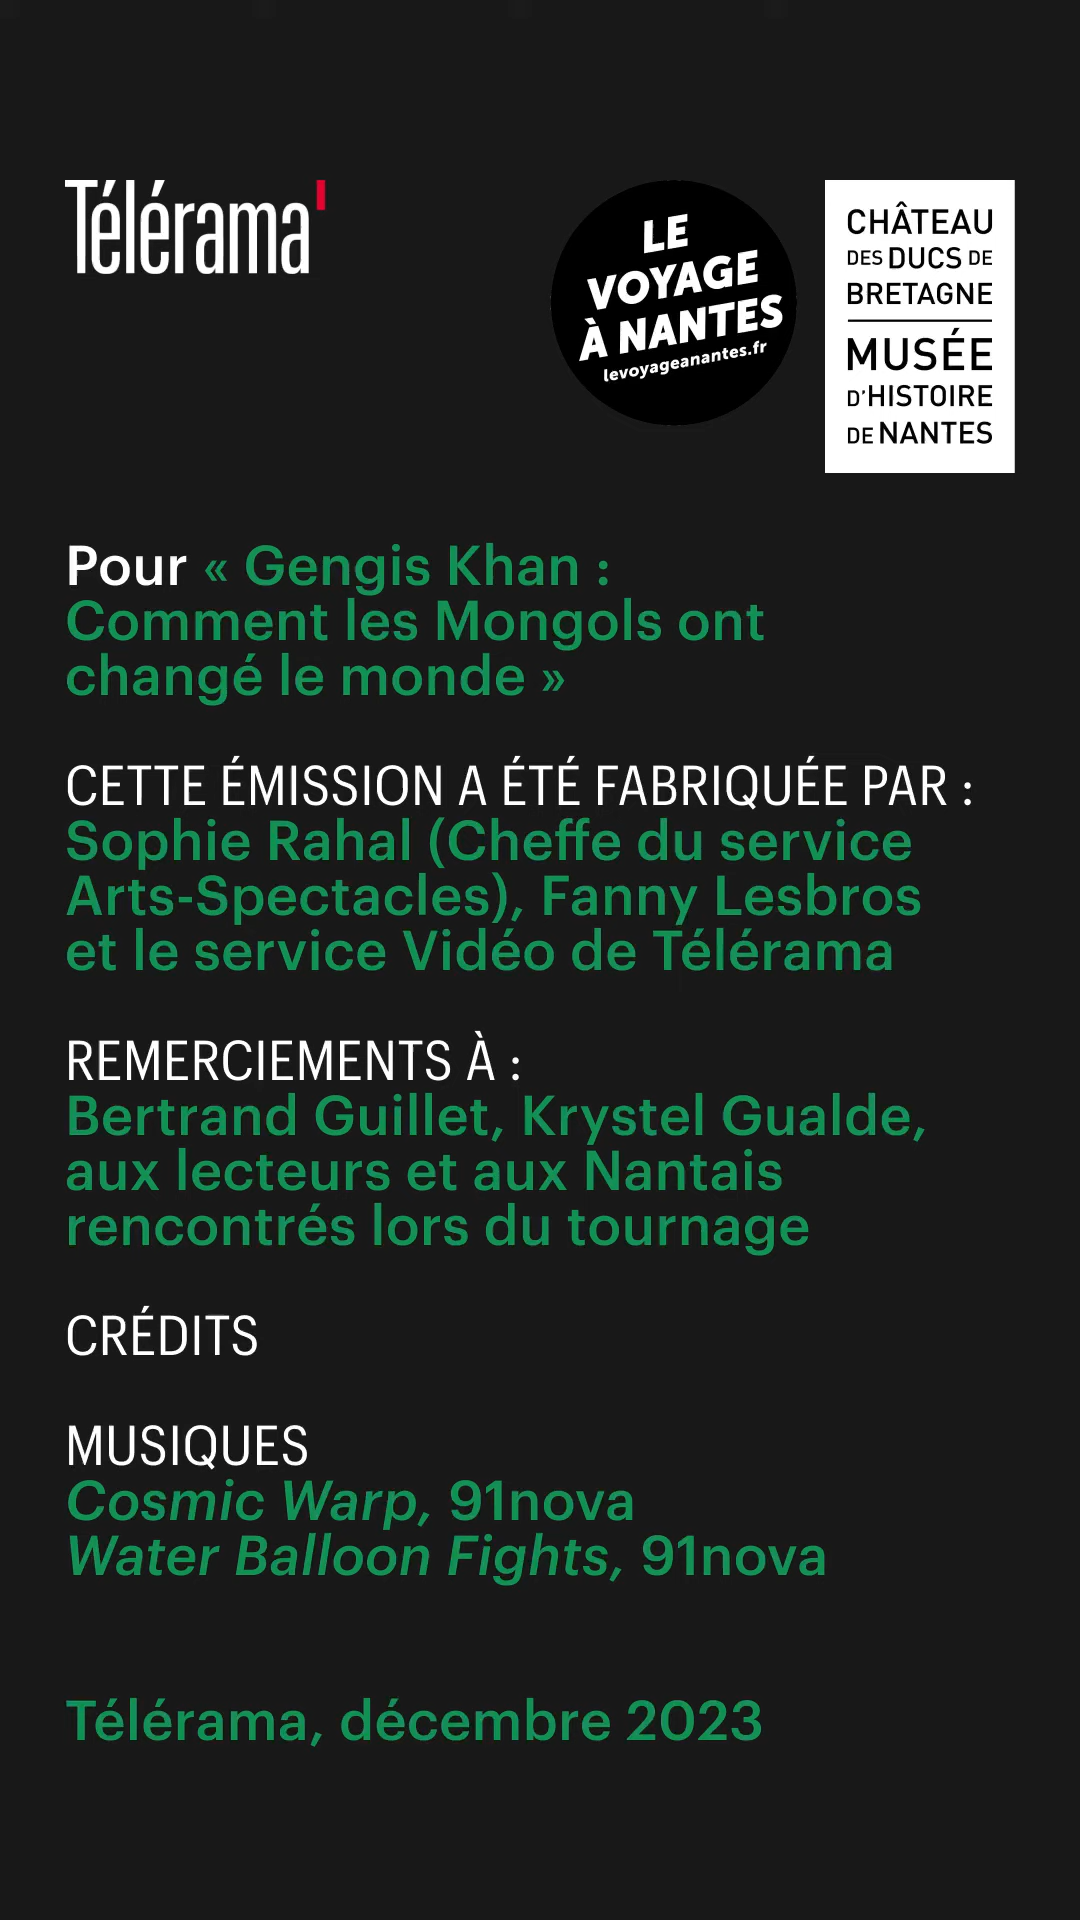 Télérama'
LE
VOYAGE
À NANTES
levoyageanantes.fr
CHÂTEAU
DES DUCS DE
BRETAGNE
MUSÉE
D'HISTOIRE
DE NANTES
Pour « Gengis Khan :
Comment les Mongols ont
changé le monde »
CETTE ÉMISSION A ÉTÉ FABRIQUÉE PAR :
Sophie Rahal (Cheffe du service
Arts-Spectacles), Fanny Lesbros
et le service Vidéo de Télérama
REMERCIEMENTS À :
Bertrand Guillet, Krystel Gualde,
aux lecteurs et aux Nantais
rencontrés lors du tournage
CRÉDITS
MUSIQUES
Cosmic Warp, 91nova
Water Balloon Fights, 91nova
Télérama, décembre 2023